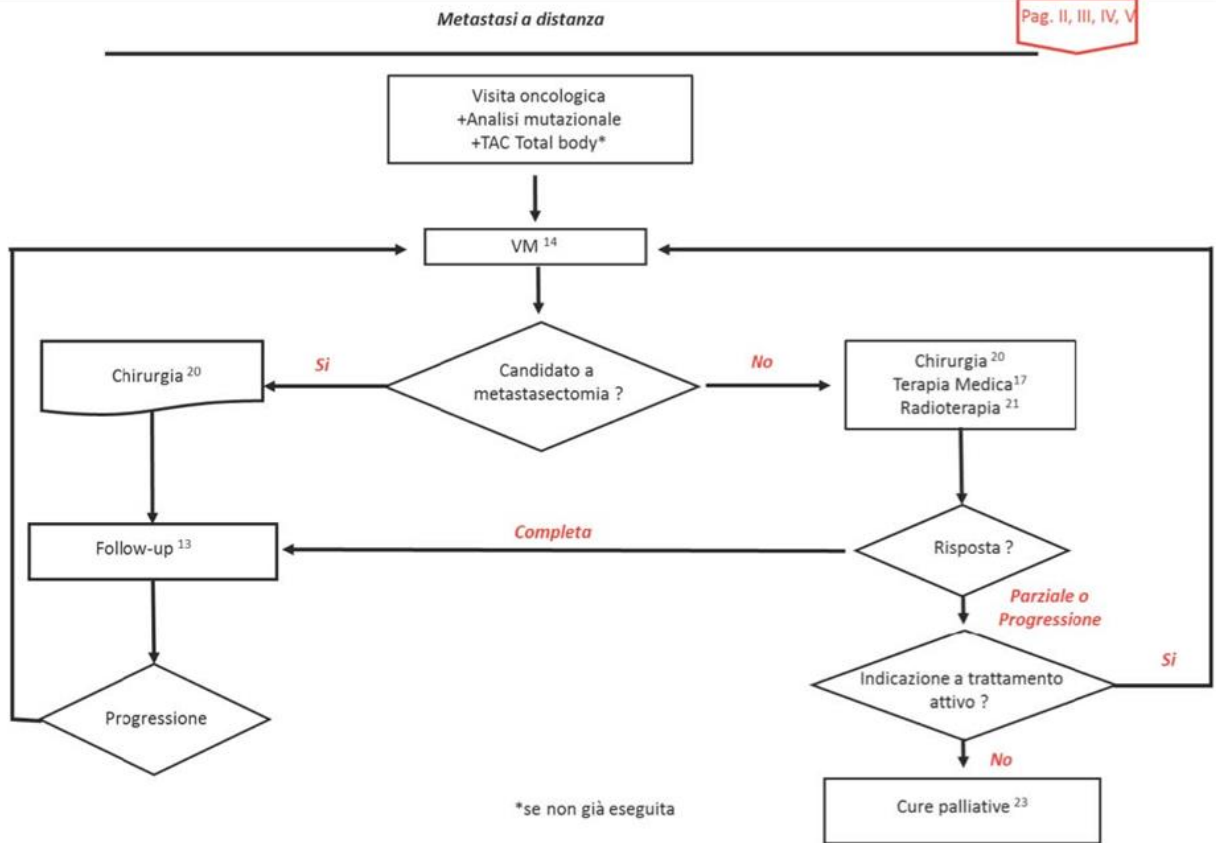 Metastasi a distanza
Pag. II, III, IV, V
Visita oncologica
+Analisi mutazionale
+TAC Total body*
VM 14
Candidato a
metastasectomia ?
Si
No
Chirurgia 20
Chirurgia 20
Terapia Medica17
Radioterapia 21
Follow-up 13
Completa
Risposta ?
Parziale o
Progressione
Indicazione a trattamento
attivo ?
Si
Progressione
No
*se non già eseguita
Cure palliative 23